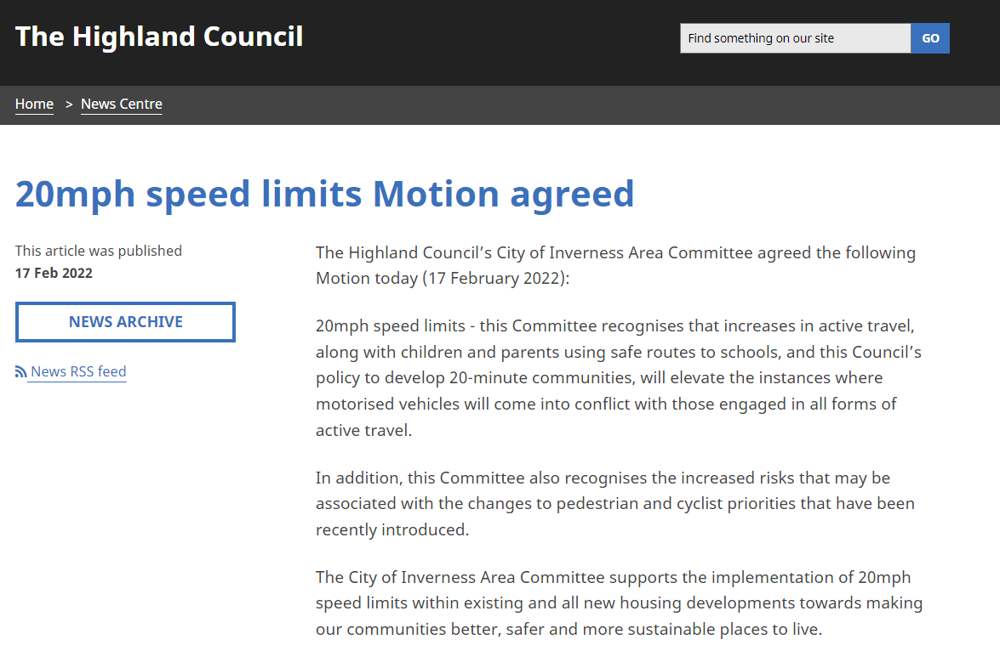 The Highland Council
Find something on our site
GO
Home > News Centre
20mph speed limits Motion agreed
This article was published
17 Feb 2022
NEWS ARCHIVE
News RSS feed
The Highland Council’s City of Inverness Area Committee agreed the following
Motion today (17 February 2022):
20mph speed limits - this Committee recognises that increases in active travel,
along with children and parents using safe routes to schools, and this Council’s
policy to develop 20-minute communities, will elevate the instances where
motorised vehicles will come into conflict with those engaged in all forms of
active travel.
In addition, this Committee also recognises the increased risks that may be
associated with the changes to pedestrian and cyclist priorities that have been
recently introduced.
The City of Inverness Area Committee supports the implementation of 20mph
speed limits within existing and all new housing developments towards making
our communities better, safer and more sustainable places to live.